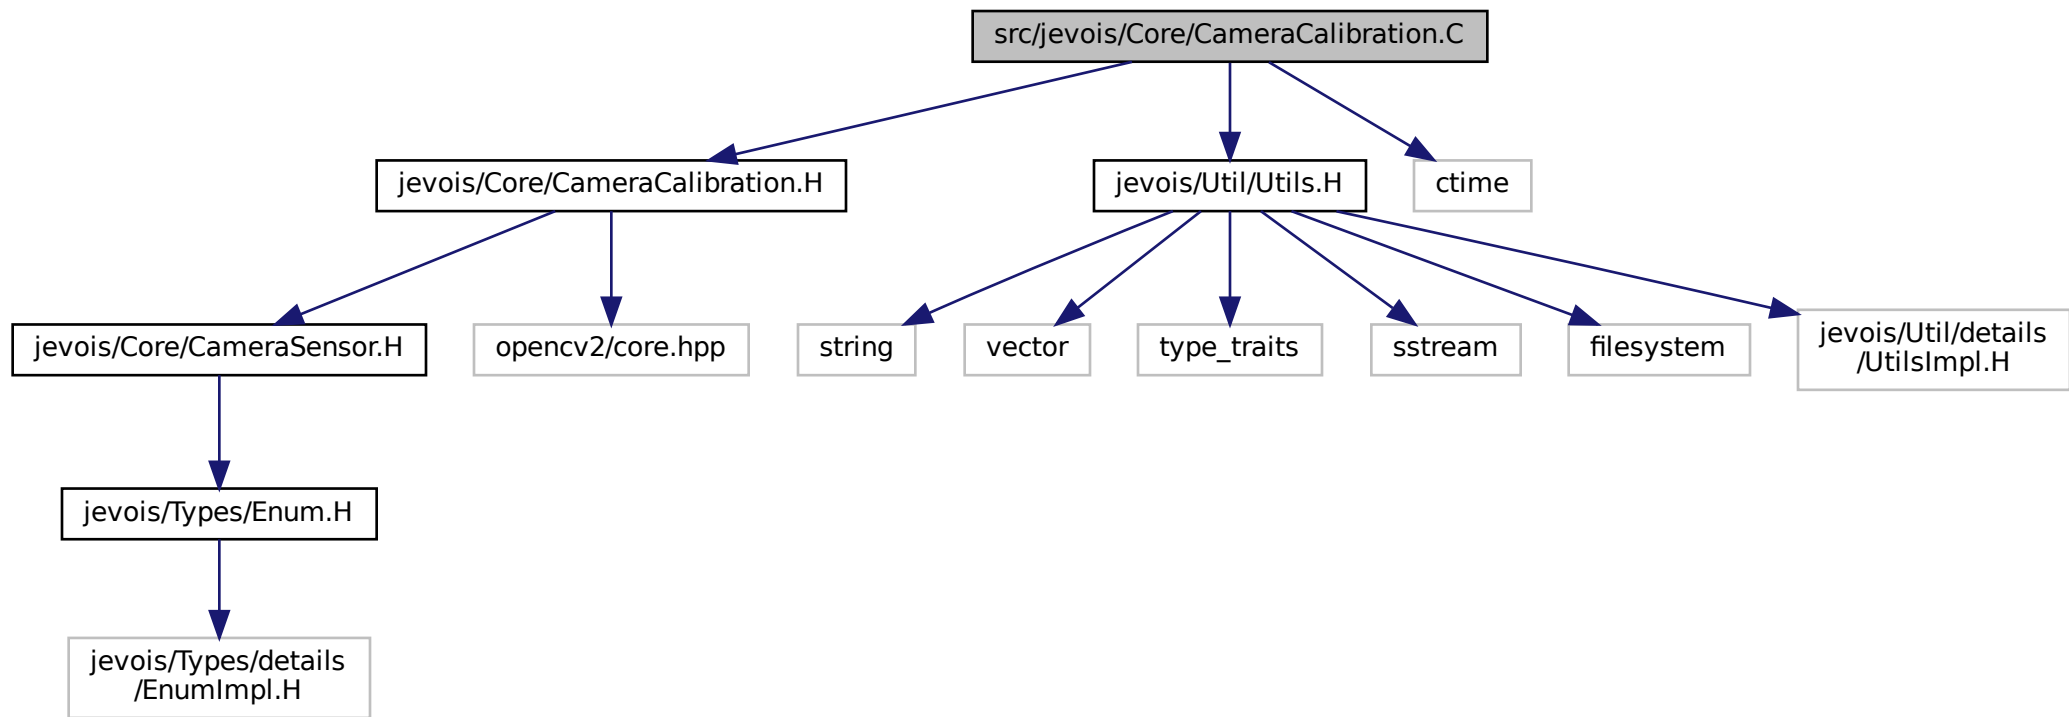 src/jevois/Core/CameraCalibration.C
jevois/Core/CameraCalibration.H
jevois/Util/Utils.H
ctime
jevois/Core/CameraSensor.H
opencv2/core.hpp
string
vector
type_traits
sstream
filesystem
jevois/Util/details
/UtilsImpl.H
jevois/Types/Enum.H
jevois/Types/details
/EnumImpl.H